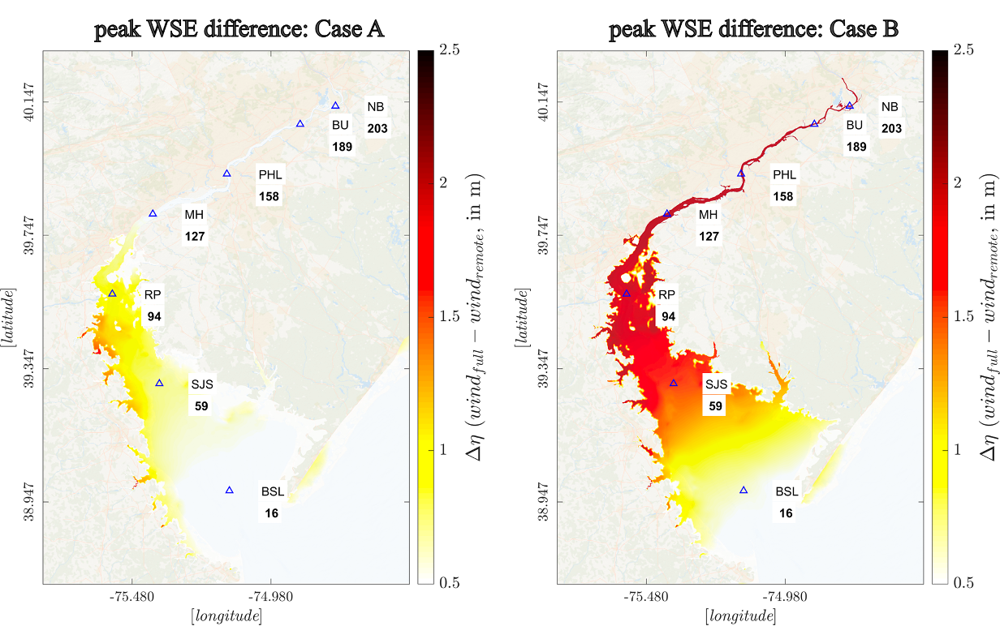 peak WSE difference: Case A
2.5
2
1.5
1
0.5
Δη (wind_full − wind_remote, in m)
40.147
39.747
39.347
38.947
[latitude]
-75.480
-74.980
[longitude]
NB
203
BU
189
PHL
158
MH
127
RP
94
SJS
59
BSL
16
peak WSE difference: Case B
2.5
2
1.5
1
0.5
Δη (wind_full − wind_remote, in m)
40.147
39.747
39.347
38.947
[latitude]
-75.480
-74.980
[longitude]
NB
203
BU
189
PHL
158
MH
127
RP
94
SJS
59
BSL
16